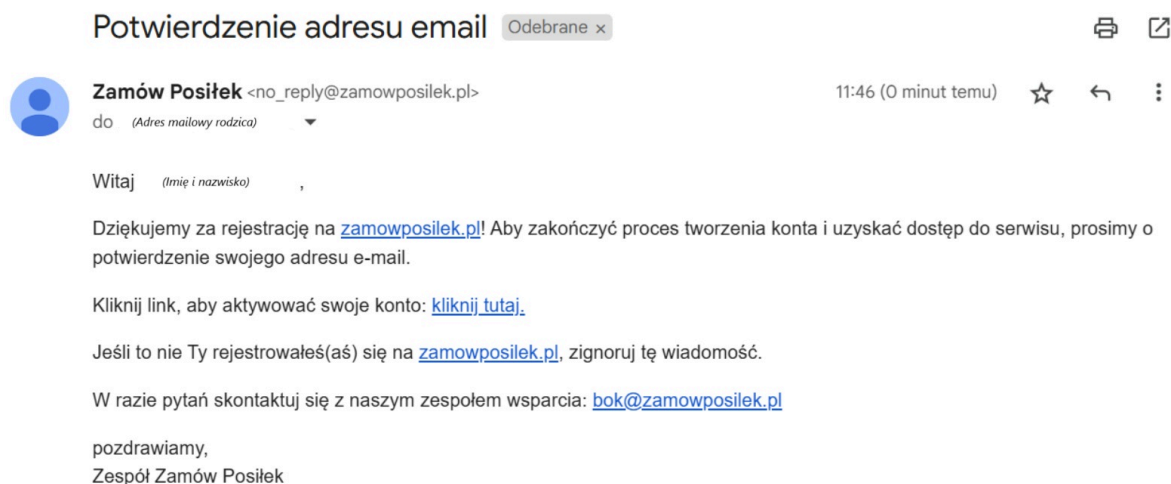 Potwierdzenie adresu email Odebrane ×
Zamów Posiłek <no_reply@zamowposilek.pl> 11:46 (0 minut temu)
do (Adres mailowy rodzica)
Witaj (Imię i nazwisko) ,
Dziękujemy za rejestrację na zamowposilek.pl! Aby zakończyć proces tworzenia konta i uzyskać dostęp do serwisu, prosimy o
potwierdzenie swojego adresu e-mail.
Kliknij link, aby aktywować swoje konto: kliknij tutaj.
Jeśli to nie Ty rejestrowałeś(aś) się na zamowposilek.pl, zignoruj tę wiadomość.
W razie pytań skontaktuj się z naszym zespołem wsparcia: bok@zamowposilek.pl
pozdrawiamy,
Zespół Zamów Posiłek